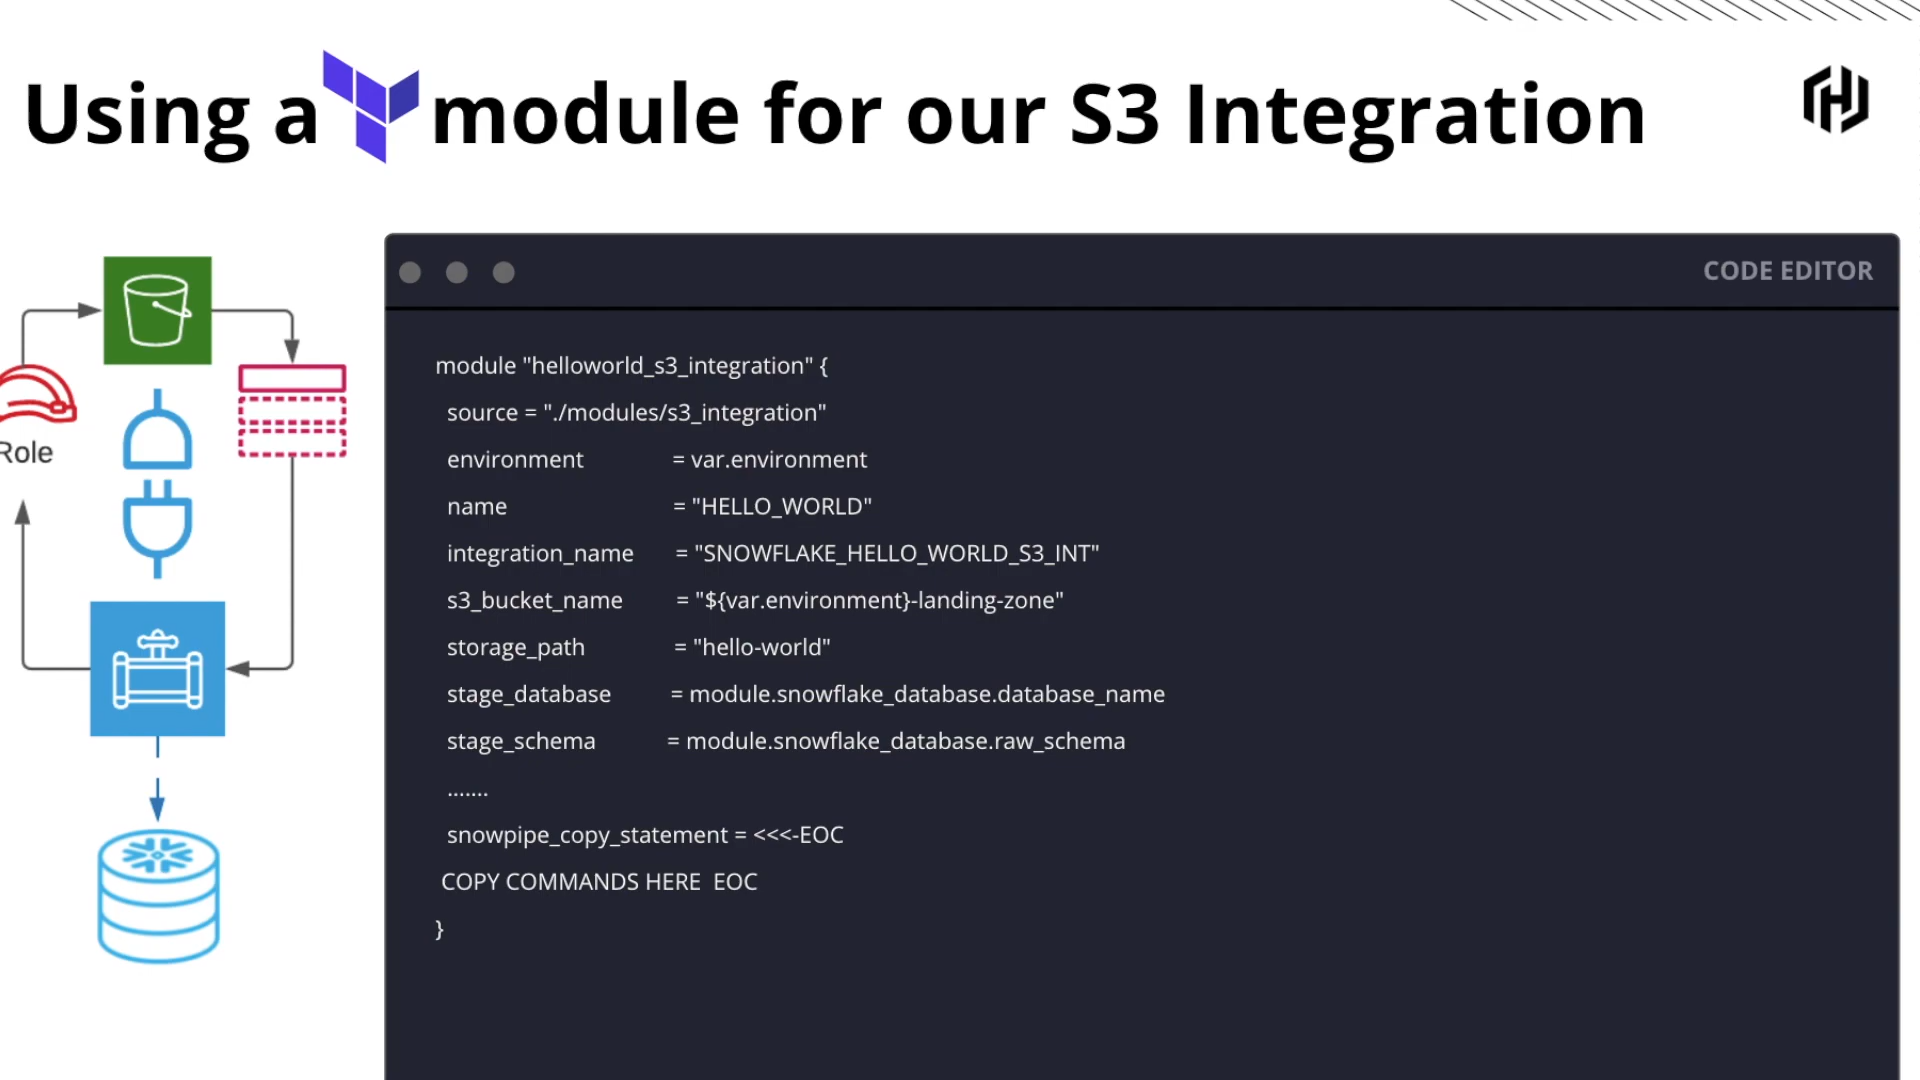 Using a module for our S3 Integration
CODE EDITOR
Role
module "helloworld_s3_integration" {
source = "./modules/s3_integration"
environment = var.environment
name = "HELLO_WORLD"
integration_name = "SNOWFLAKE_HELLO_WORLD_S3_INT"
s3_bucket_name = "${var.environment}-landing-zone"
storage_path = "hello-world"
stage_database = module.snowflake_database.database_name
stage_schema = module.snowflake_database.raw_schema
.......
snowpipe_copy_statement = <<<-EOC
COPY COMMANDS HERE EOC
}